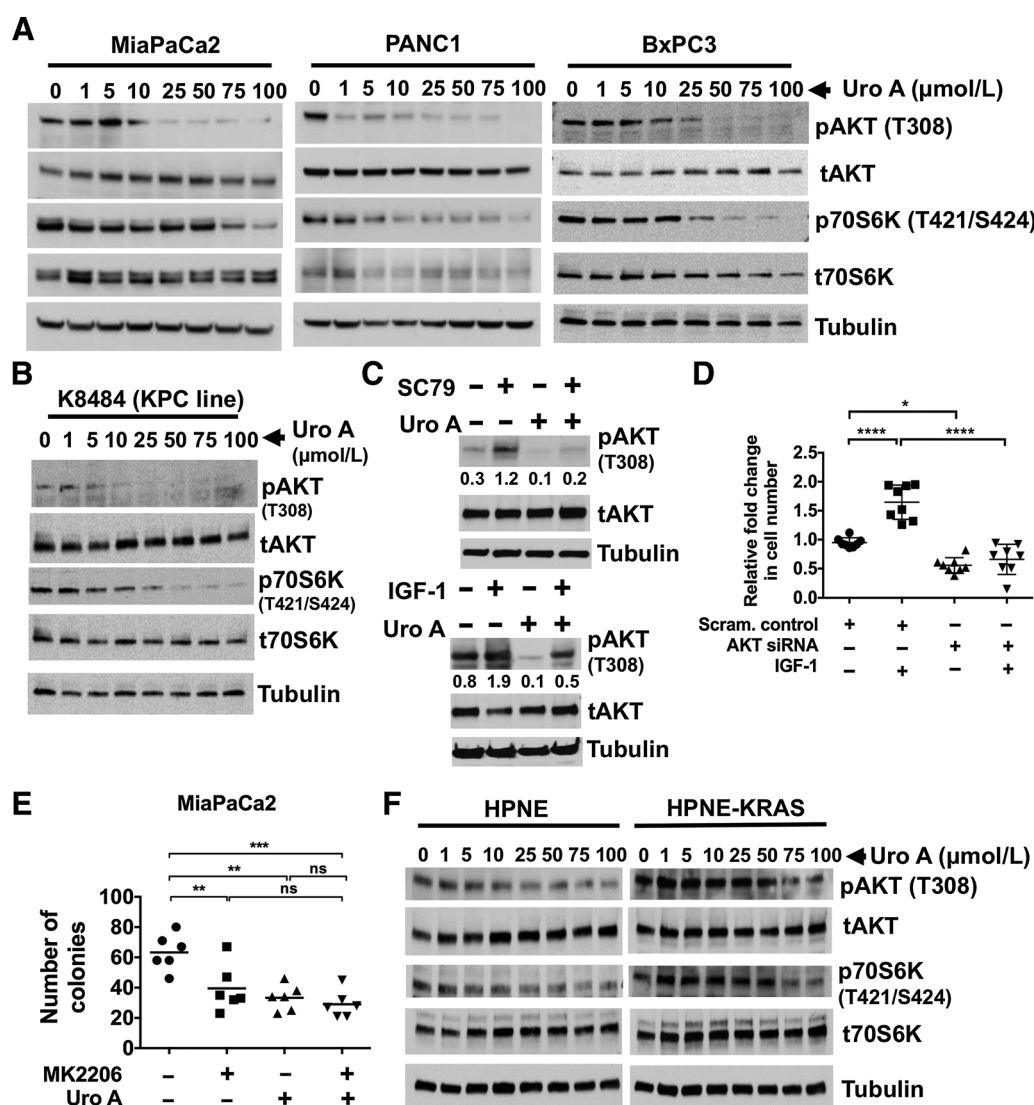 A
MiaPaCa2 PANC1 BxPC3
0 1 5 10 25 50 75 100 0 1 5 10 25 50 75 100 0 1 5 10 25 50 75 100 Uro A (µmol/L)
pAKT (T308)
tAKT
p70S6K (T421/S424)
t70S6K
Tubulin
B
K8484 (KPC line)
0 1 5 10 25 50 75 100 Uro A
(µmol/L)
pAKT
(T308)
tAKT
p70S6K
(T421/S424)
t70S6K
Tubulin
C
SC79 – + – +
Uro A – – + +
pAKT
(T308)
0.3 1.2 0.1 0.2
tAKT
Tubulin
IGF-1 – + – +
Uro A – – + +
pAKT
(T308)
0.8 1.9 0.1 0.5
tAKT
Tubulin
D
*
**** ****
Relative fold change
in cell number
2.5
2.0
1.5
1.0
0.5
0.0
Scram. control + + – –
AKT siRNA – – + +
IGF-1 – + – +
E
MiaPaCa2
***
** ns
** ns
Number of
colonies
100
80
60
40
20
0
MK2206 – + – +
Uro A – – + +
F
HPNE HPNE-KRAS
0 1 5 10 25 50 75 100 0 1 5 10 25 50 75 100 Uro A (µmol/L)
pAKT (T308)
tAKT
p70S6K
(T421/S424)
t70S6K
Tubulin